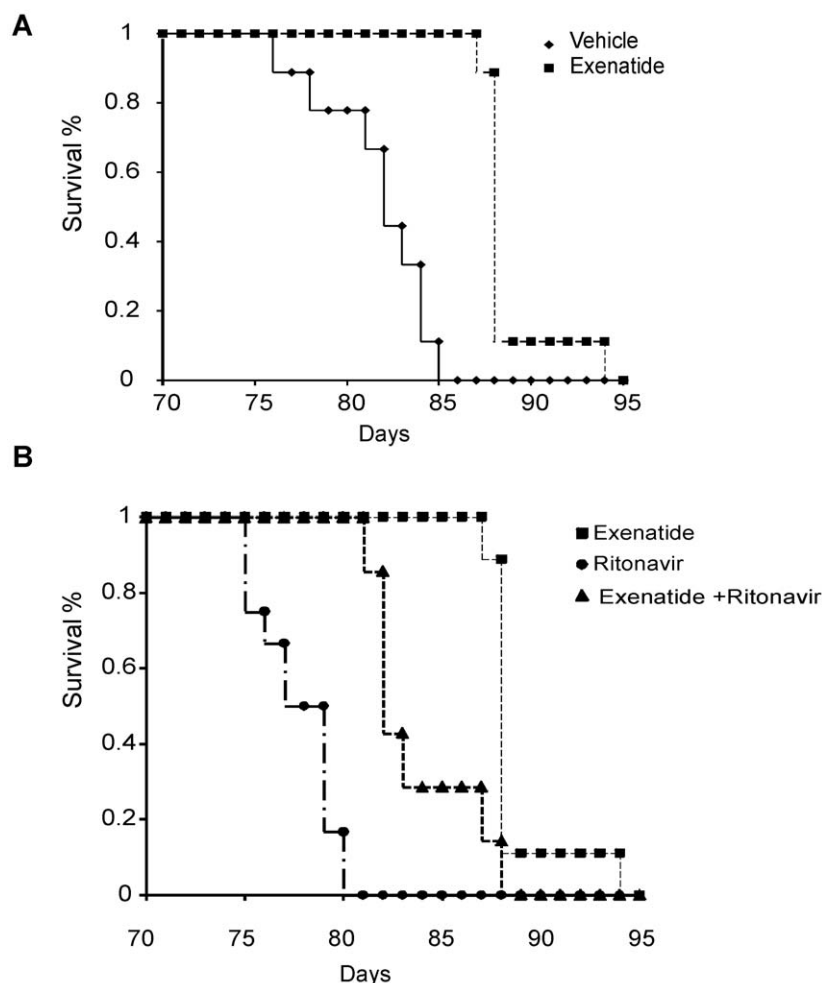 A
Survival %
1
0.8
0.6
0.4
0.2
0
70 75 80 85 90 95
Days
Vehicle
Exenatide
B
Survival %
1
0.8
0.6
0.4
0.2
0
70 75 80 85 90 95
Days
Exenatide
Ritonavir
Exenatide +Ritonavir